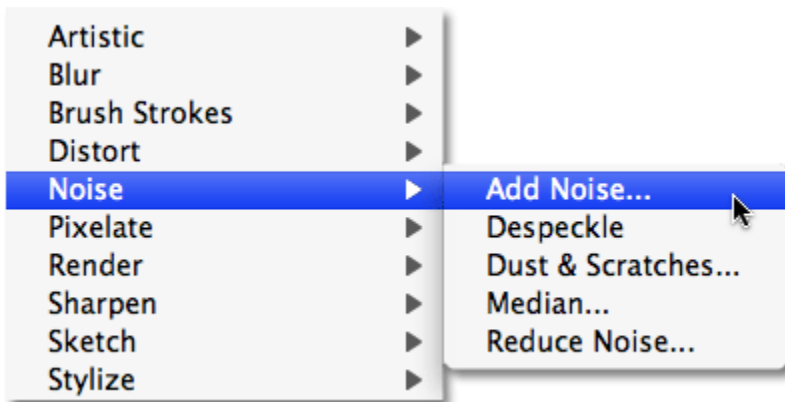 Artistic
Blur
Brush Strokes
Distort
Noise
Pixelate
Render
Sharpen
Sketch
Stylize
Add Noise...
Despeckle
Dust & Scratches...
Median...
Reduce Noise...